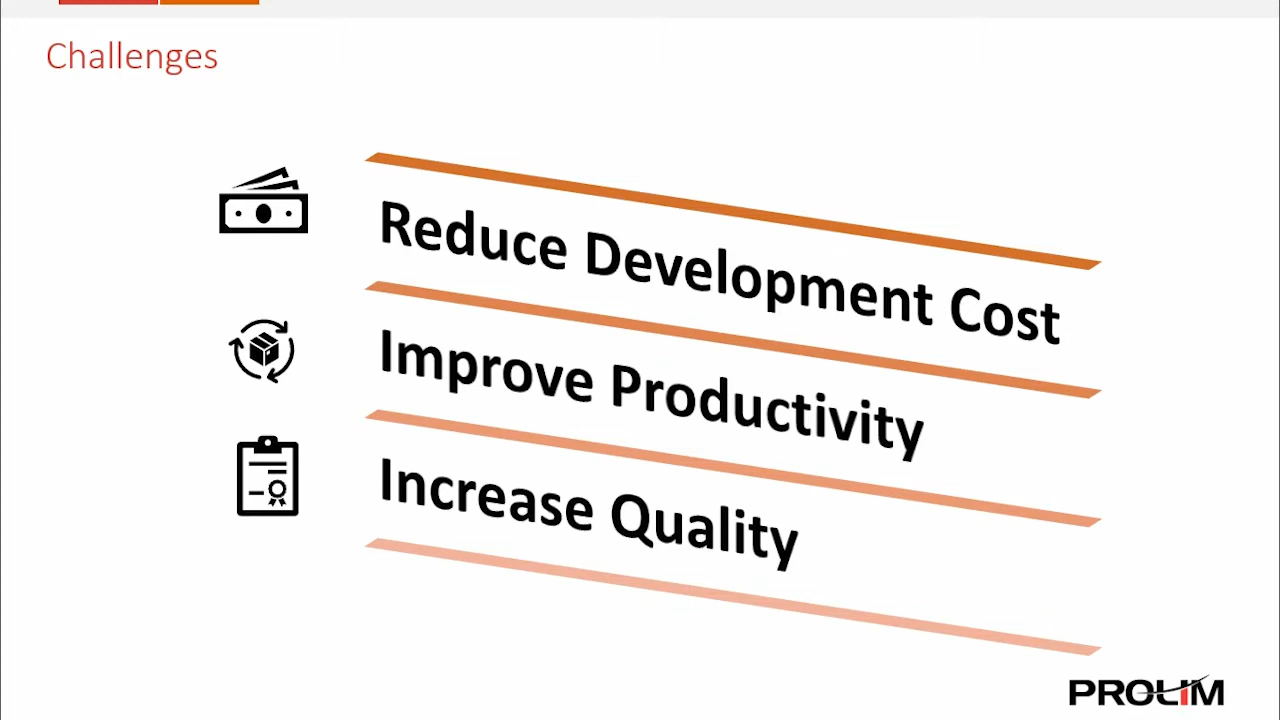 Challenges
Reduce Development Cost
Improve Productivity
Increase Quality
PROLIM